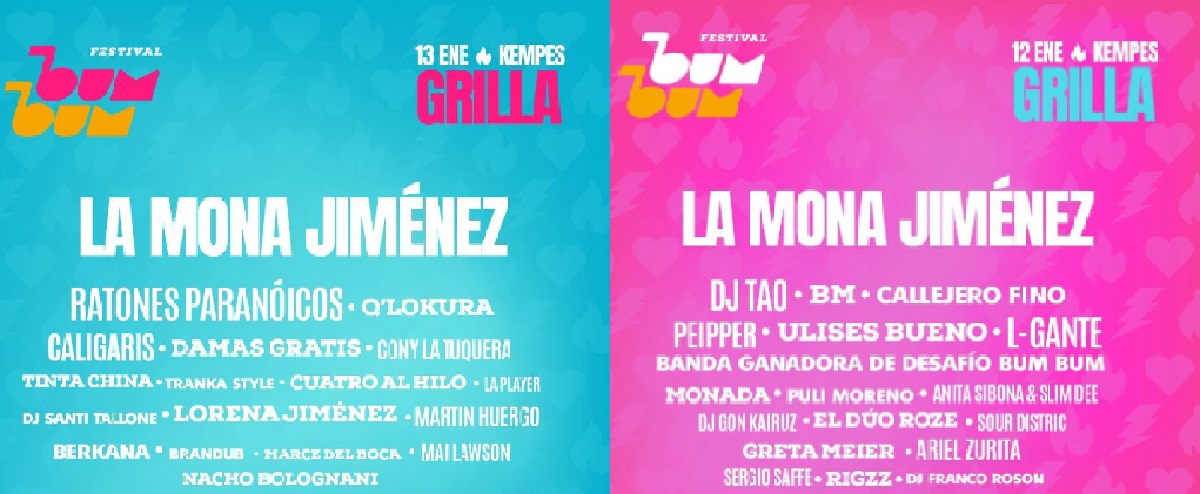 FESTIVAL
BUM
BUM
13 ENE KEMPES
GRILLA
LA MONA JIMÉNEZ
RATONES PARANÓICOS • Q'LOKURA
CALIGARIS • DAMAS GRATIS • CONY LA TUQUERA
TINTA CHINA • TRANKA STYLE • CUATRO AL HILO • LA PLAYER
DJ SANTI TALLONE • LORENA JIMÉNEZ • MARTIN HUERGO
BERKANA • BRANDUB • MARCE DEL BOCA • MAI LAWSON
NACHO BOLOGNANI
FESTIVAL
BUM
BUM
12 ENE KEMPES
GRILLA
LA MONA JIMÉNEZ
DJ TAO • BM • CALLEJERO FINO
PEIPPER • ULISES BUENO • L-GANTE
BANDA GANADORA DE DESAFÍO BUM BUM
MONADA • PULI MORENO • ANITA SIBONA & SLIMDEE
DJ GON KAIRUZ • EL DÚO ROZE • SOUR DISTRIC
GRETA MEIER • ARIEL ZURITA
SERGIO SAFFE • RIGZZ • DJ FRANCO ROSON